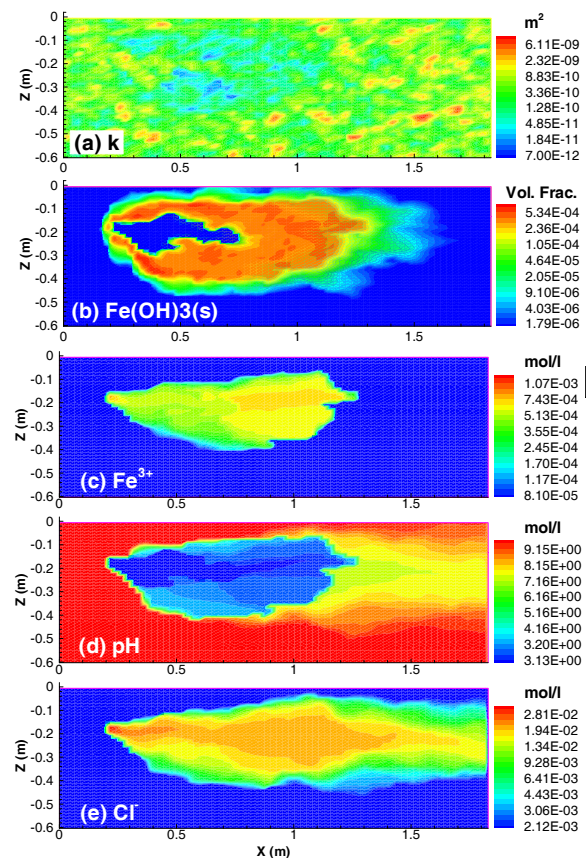 m²
0
-0.1
-0.2
-0.3
-0.4
-0.5
-0.6
Z (m)
(a) k
0 0.5 1 1.5
6.11E-09
2.32E-09
8.83E-10
3.36E-10
1.28E-10
4.85E-11
1.84E-11
7.00E-12
Vol. Frac.
0
-0.1
-0.2
-0.3
-0.4
-0.5
-0.6
Z (m)
(b) Fe(OH)3(s)
0 0.5 1 1.5
5.34E-04
2.36E-04
1.05E-04
4.64E-05
2.05E-05
9.10E-06
4.03E-06
1.79E-06
mol/l
0
-0.1
-0.2
-0.3
-0.4
-0.5
-0.6
Z (m)
(c) Fe³⁺
0 0.5 1 1.5
1.07E-03
7.43E-04
5.13E-04
3.55E-04
2.45E-04
1.70E-04
1.17E-04
8.10E-05
mol/l
0
-0.1
-0.2
-0.3
-0.4
-0.5
-0.6
Z (m)
(d) pH
0 0.5 1 1.5
9.15E+00
8.15E+00
7.16E+00
6.16E+00
5.16E+00
4.16E+00
3.20E+00
3.13E+00
mol/l
0
-0.1
-0.2
-0.3
-0.4
-0.5
-0.6
Z (m)
(e) Cl⁻
0 0.5 1 1.5
X (m)
2.81E-02
1.94E-02
1.34E-02
9.28E-03
6.41E-03
4.43E-03
3.06E-03
2.12E-03